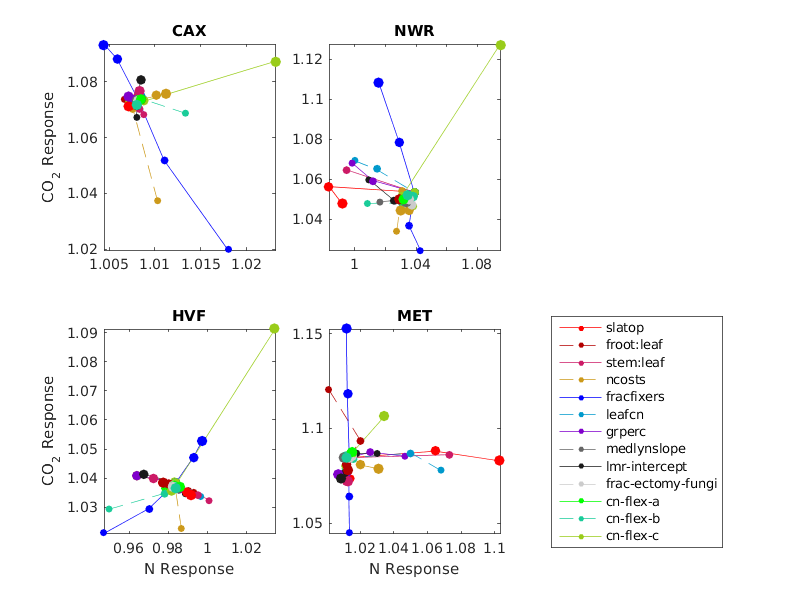 CAX
NWR
CO2 Response
1.08
1.06
1.04
1.02
1.005 1.01 1.015 1.02
1.12
1.1
1.08
1.06
1.04
1 1.04 1.08
HVF
MET
CO2 Response
1.09
1.08
1.07
1.06
1.05
1.04
1.03
0.96 0.98 1 1.02
N Response
1.15
1.1
1.05
1.02 1.04 1.06 1.08 1.1
N Response
slatop
froot:leaf
stem:leaf
ncosts
fracfixers
leafcn
grperc
medlynslope
lmr-intercept
frac-ectomy-fungi
cn-flex-a
cn-flex-b
cn-flex-c